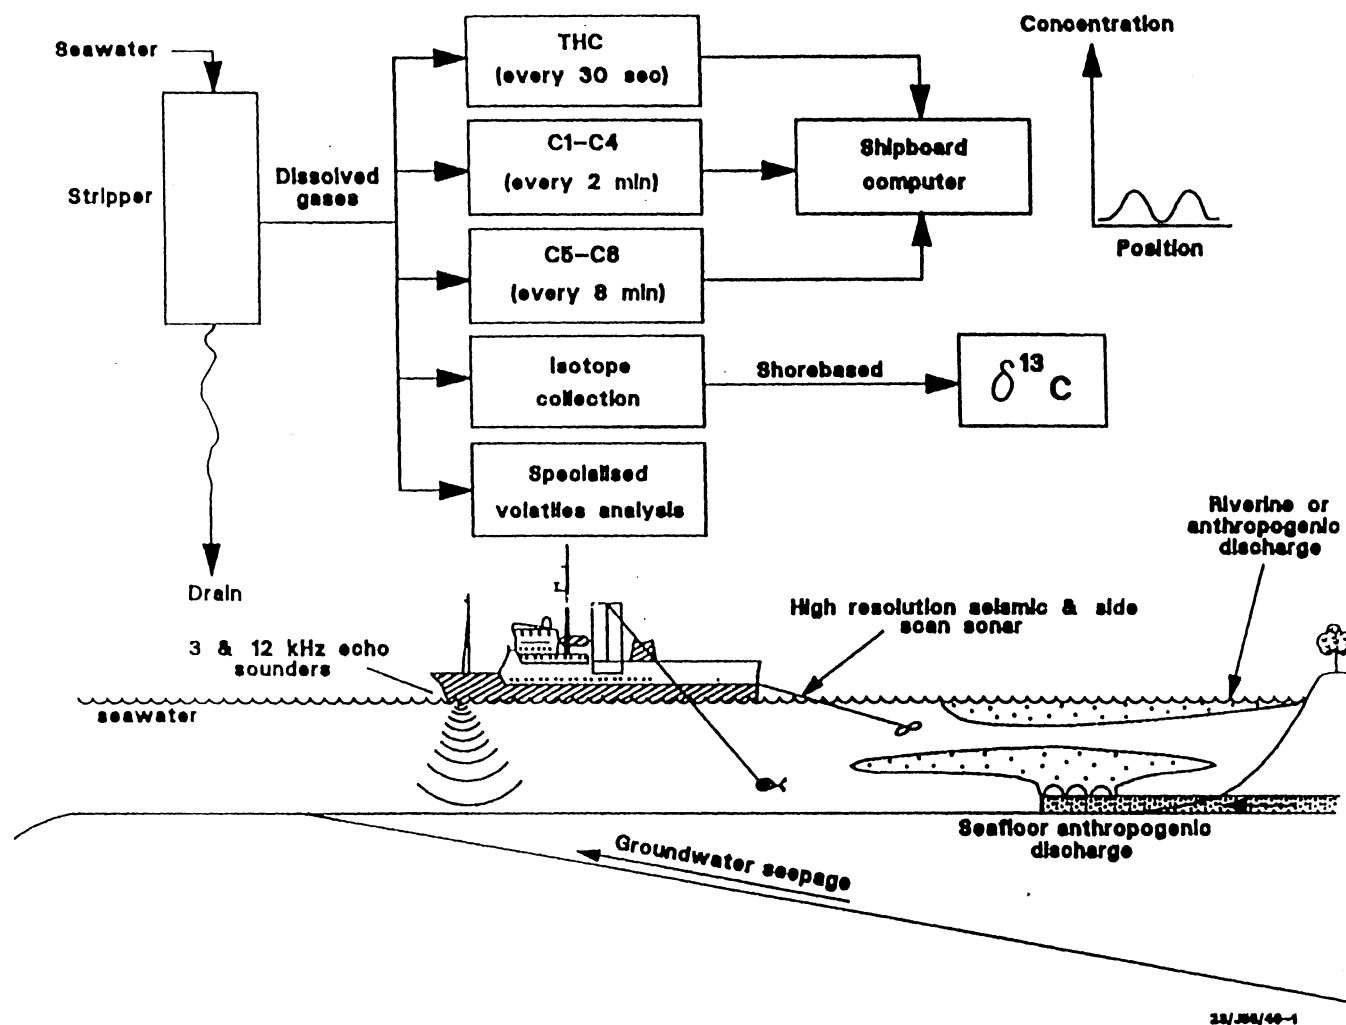 Seawater
Stripper
Dissolved
gases
Drain
THC
(every 30 sec)
C1-C4
(every 2 min)
C5-C8
(every 8 min)
Isotope
collection
Specialised
volatiles analysis
Shipboard
computer
Shorebased
δ¹³C
Concentration
Position
3 & 12 kHz echo
sounders
seawater
High resolution seismic & side
scan sonar
Riverine or
anthropogenic
discharge
Seafloor anthropogenic
discharge
Groundwater seepage